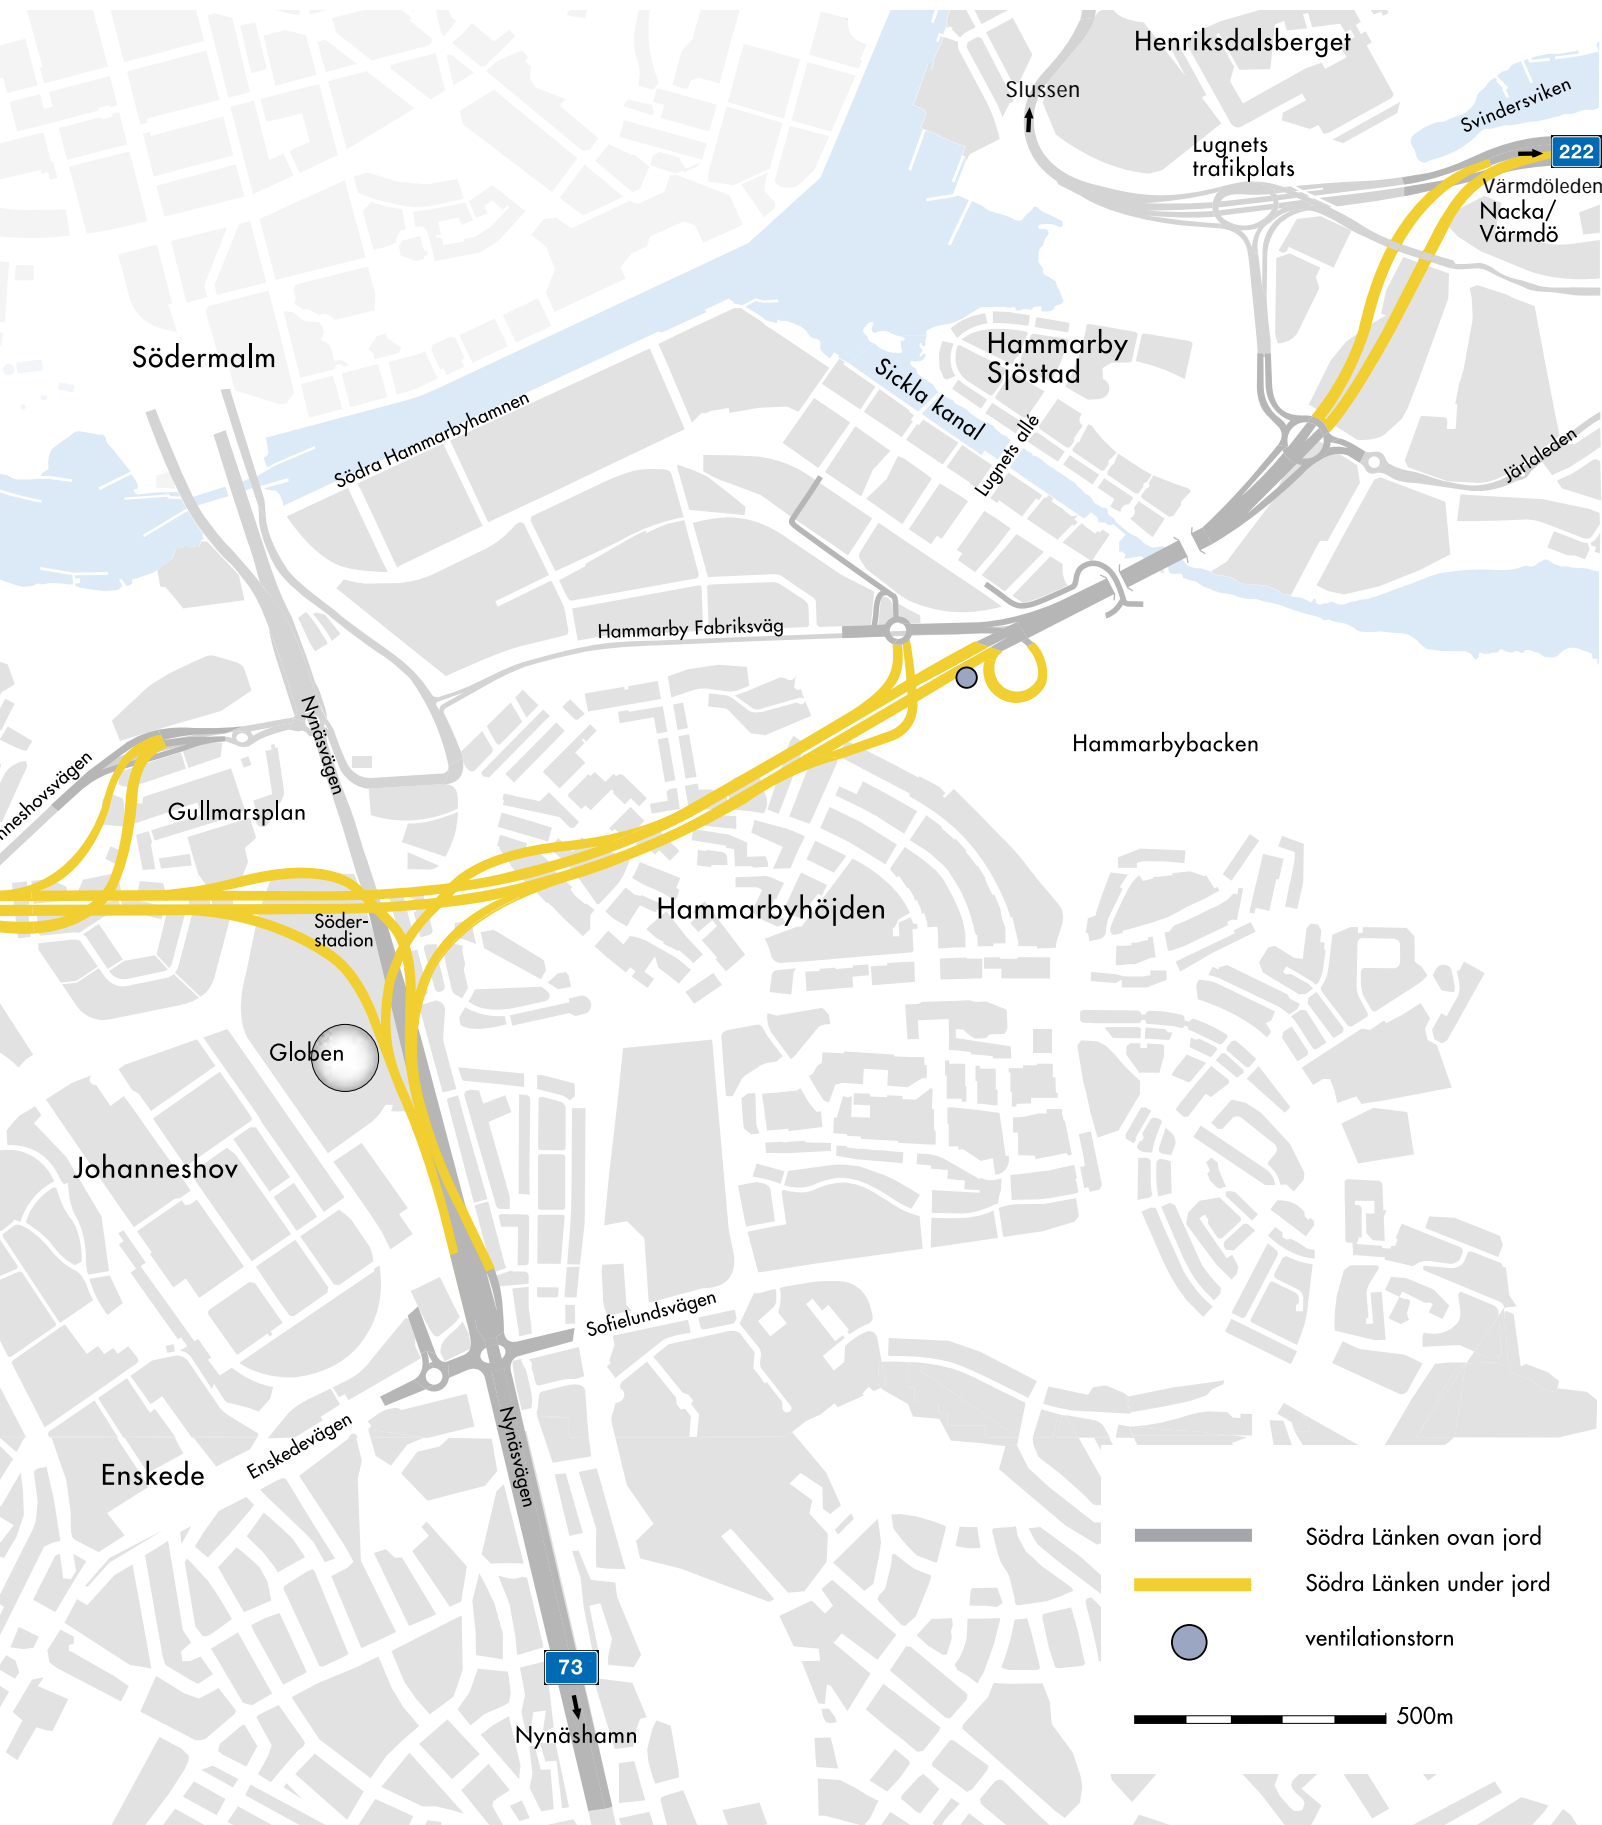 Henriksdalsberget
Slussen
Svindersviken
Lugnets
trafikplats
222
Värmdöleden
Nacka/
Värmdö
Södermalm
Hammarby
Sjöstad
Sickla kanal
Södra Hammarbyhamnen
Lugnets allé
Järlaleden
Hammarby Fabriksväg
Nynäsvägen
Hammarbybacken
nneshovsvägen
Gullmarsplan
Söder-
stadion
Hammarbyhöjden
Globen
Johanneshov
Sofielundsvägen
Enskedevägen
Nynäsvägen
Enskede
Södra Länken ovan jord
Södra Länken under jord
ventilationstorn
500m
73
Nynäshamn